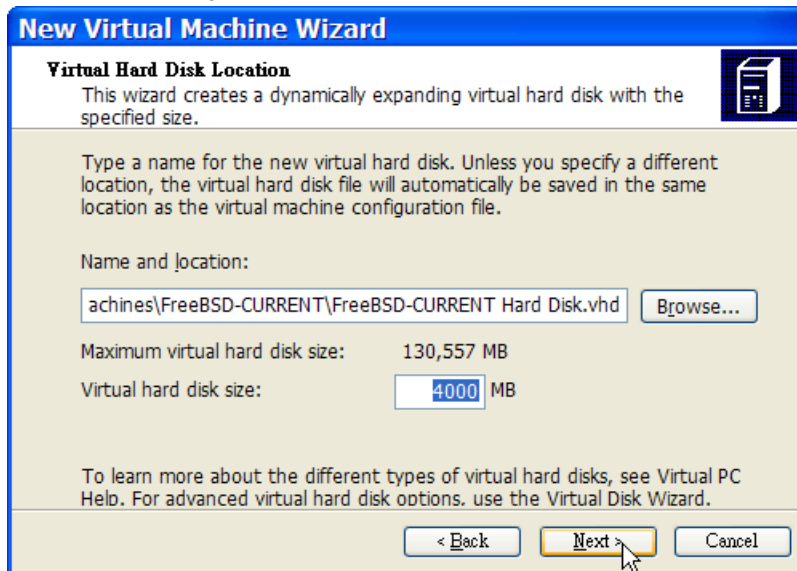 New Virtual Machine Wizard
Virtual Hard Disk Location
This wizard creates a dynamically expanding virtual hard disk with the
specified size.
Type a name for the new virtual hard disk. Unless you specify a different
location, the virtual hard disk file will automatically be saved in the same
location as the virtual machine configuration file.
Name and location:
achines\FreeBSD-CURRENT\FreeBSD-CURRENT Hard Disk.vhd Browse...
Maximum virtual hard disk size: 130,557 MB
Virtual hard disk size: 4000 MB
To learn more about the different types of virtual hard disks, see Virtual PC
Help. For advanced virtual hard disk options, use the Virtual Disk Wizard.
< Back Next > Cancel